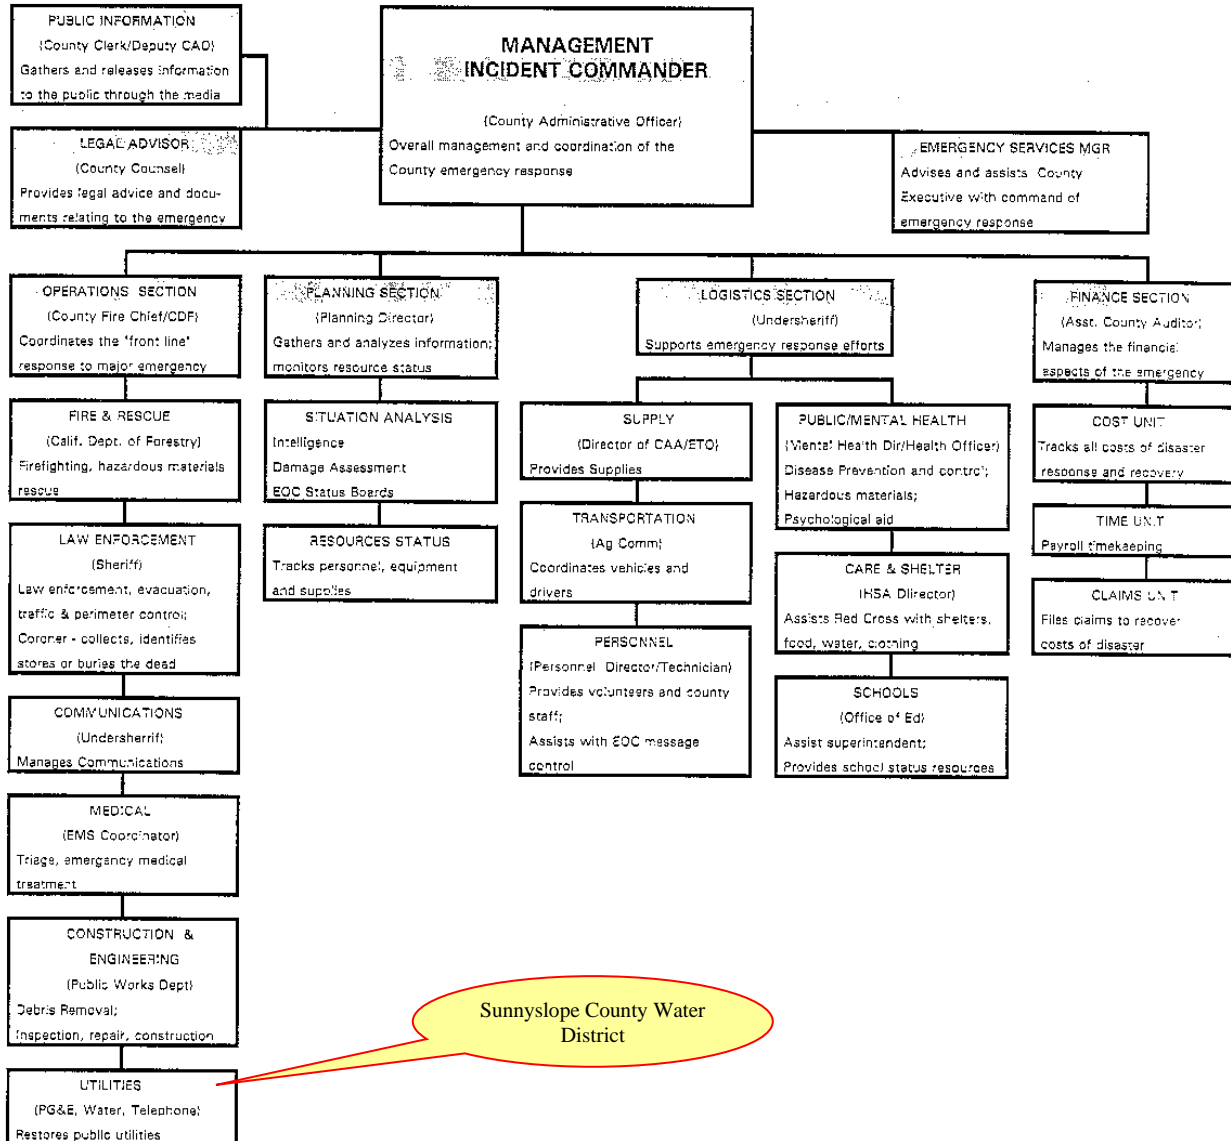 PUBLIC INFORMATION
(County Clerk/Deputy CAO)
Gathers and releases information
to the public through the media
MANAGEMENT
INCIDENT COMMANDER
(County Administrative Officer)
Overall management and coordination of the
County emergency response
LEGAL ADVISOR
(County Counsel)
Provides legal advice and docu-
ments relating to the emergency
EMERGENCY SERVICES MGR
Advises and assists County
Executive with command of
emergency response
OPERATIONS SECTION
(County Fire Chief/CDF)
Coordinates the "front line"
response to major emergency
PLANNING SECTION
(Planning Director)
Gathers and analyzes information;
monitors resource status
LOGISTICS SECTION
(Undersheriff)
Supports emergency response efforts
FINANCE SECTION
(Asst. County Auditor)
Manages the financial
aspects of the emergency
FIRE & RESCUE
(Calif. Dept. of Forestry)
Firefighting, hazardous materials
rescue
SITUATION ANALYSIS
Intelligence
Damage Assessment
EOC Status Boards
SUPPLY
(Director of CAA/ETO)
Provides Supplies
PUBLIC/MENTAL HEALTH
(Mental Health Dir/Health Officer)
Disease Prevention and control;
Hazardous materials;
Psychological aid
COST UNIT
Tracks all costs of disaster
response and recovery
LAW ENFORCEMENT
(Sheriff)
Law enforcement, evacuation,
traffic & perimeter control;
Coroner - collects, identifies
stores or buries the dead
RESOURCES STATUS
Tracks personnel, equipment
and supplies
TRANSPORTATION
(Ag Comm)
Coordinates vehicles and
drivers
CARE & SHELTER
(HSA Director)
Assists Red Cross with shelters,
food, water, clothing
TIME UNIT
Payroll timekeeping
CLAIMS UNIT
Files claims to recover
costs of disaster
PERSONNEL
(Personnel Director/Technician)
Provides volunteers and county
staff;
Assists with EOC message
control
SCHOOLS
(Office of Ed)
Assist superintendent;
Provides school status resources
COMMUNICATIONS
(Undersherrif)
Manages Communications
MEDICAL
(EMS Coordinator)
Triage, emergency medical
treatment
CONSTRUCTION &
ENGINEERING
(Public Works Dept)
Debris Removal;
Inspection, repair, construction
Sunnyslope County Water
District
UTILITIES
(PG&E, Water, Telephone)
Restores public utilities